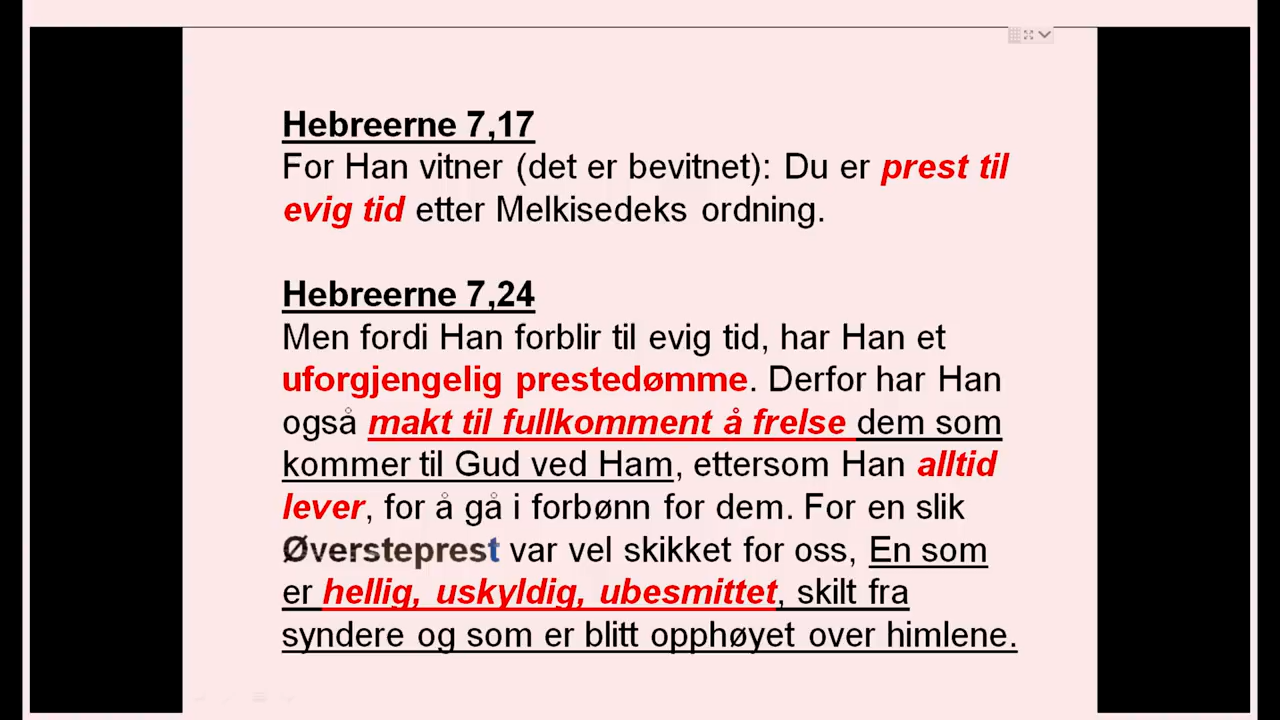 Hebreerne 7,17
For Han vitner (det er bevitnet): Du er prest til
evig tid etter Melkisedeks ordning.
Hebreerne 7,24
Men fordi Han forblir til evig tid, har Han et
uforgjengelig prestedømme. Derfor har Han
også makt til fullkomment å frelse dem som
kommer til Gud ved Ham, ettersom Han alltid
lever, for å gå i forbønn for dem. For en slik
Øversteprest var vel skikket for oss, En som
er hellig, uskyldig, ubesmittet, skilt fra
syndere og som er blitt opphøyet over himlene.